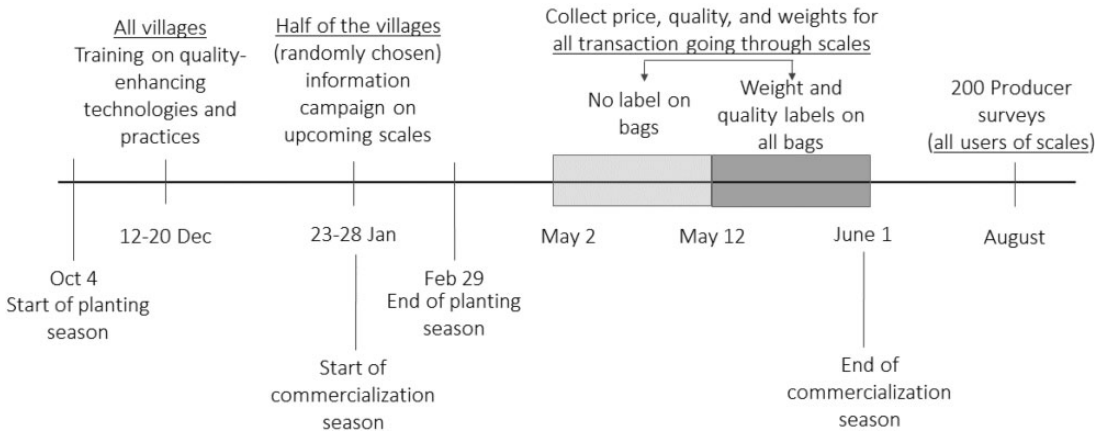 All villages
Training on quality-
enhancing
technologies and
practices
Half of the villages
(randomly chosen)
information
campaign on
upcoming scales
Collect price, quality, and weights for
all transaction going through scales
No label on
bags
Weight and
quality labels on
all bags
200 Producer
surveys
(all users of scales)
12-20 Dec
23-28 Jan
May 2
May 12
June 1
August
Oct 4
Start of planting
season
Feb 29
End of planting
season
Start of
commercialization
season
End of
commercialization
season